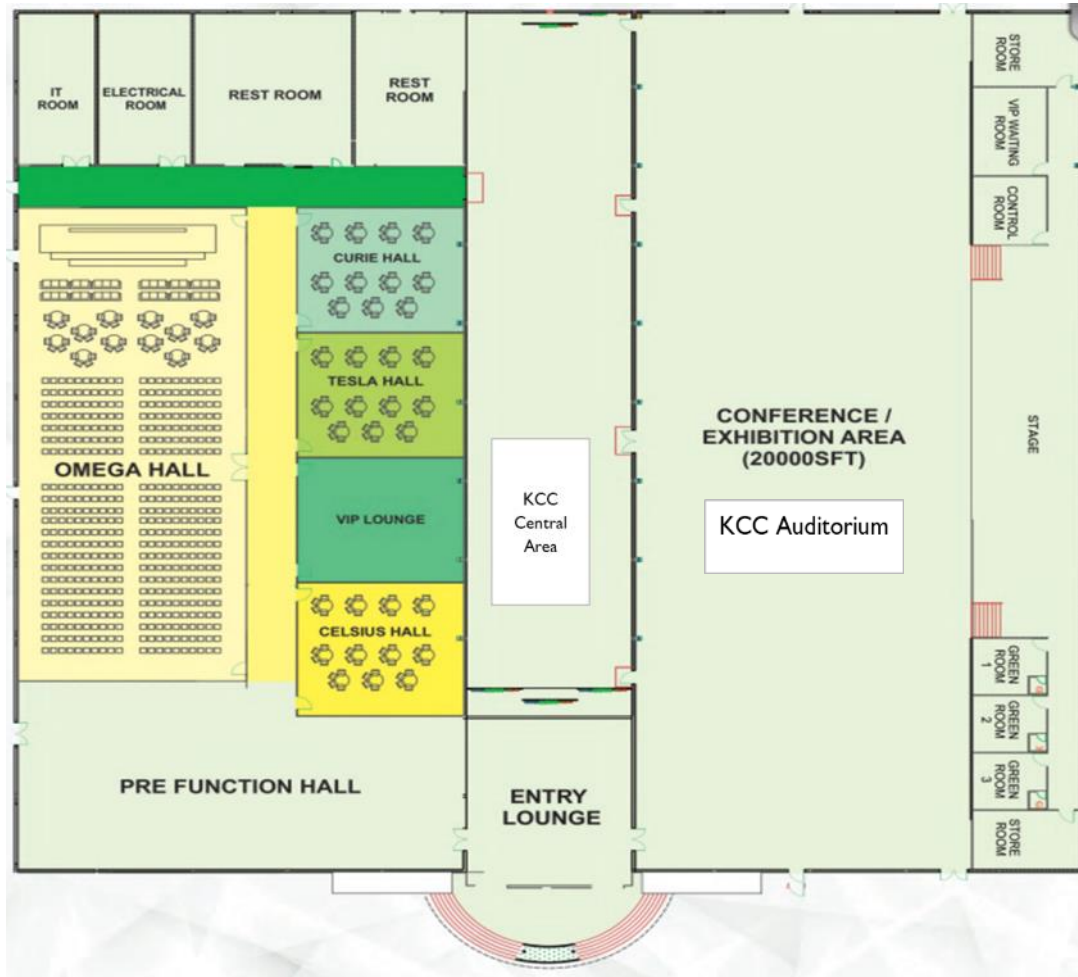 IT
ROOM
ELECTRICAL
ROOM
REST ROOM
REST
ROOM
STORE
ROOM
VIP WAITING
ROOM
CONTROL
ROOM
CURIE HALL
TESLA HALL
OMEGA HALL
VIP LOUNGE
CELSIUS HALL
KCC
Central
Area
CONFERENCE /
EXHIBITION AREA
(20000SFT)
KCC Auditorium
STAGE
GREEN
ROOM
1
GREEN
ROOM
2
GREEN
ROOM
3
STORE
ROOM
PRE FUNCTION HALL
ENTRY
LOUNGE